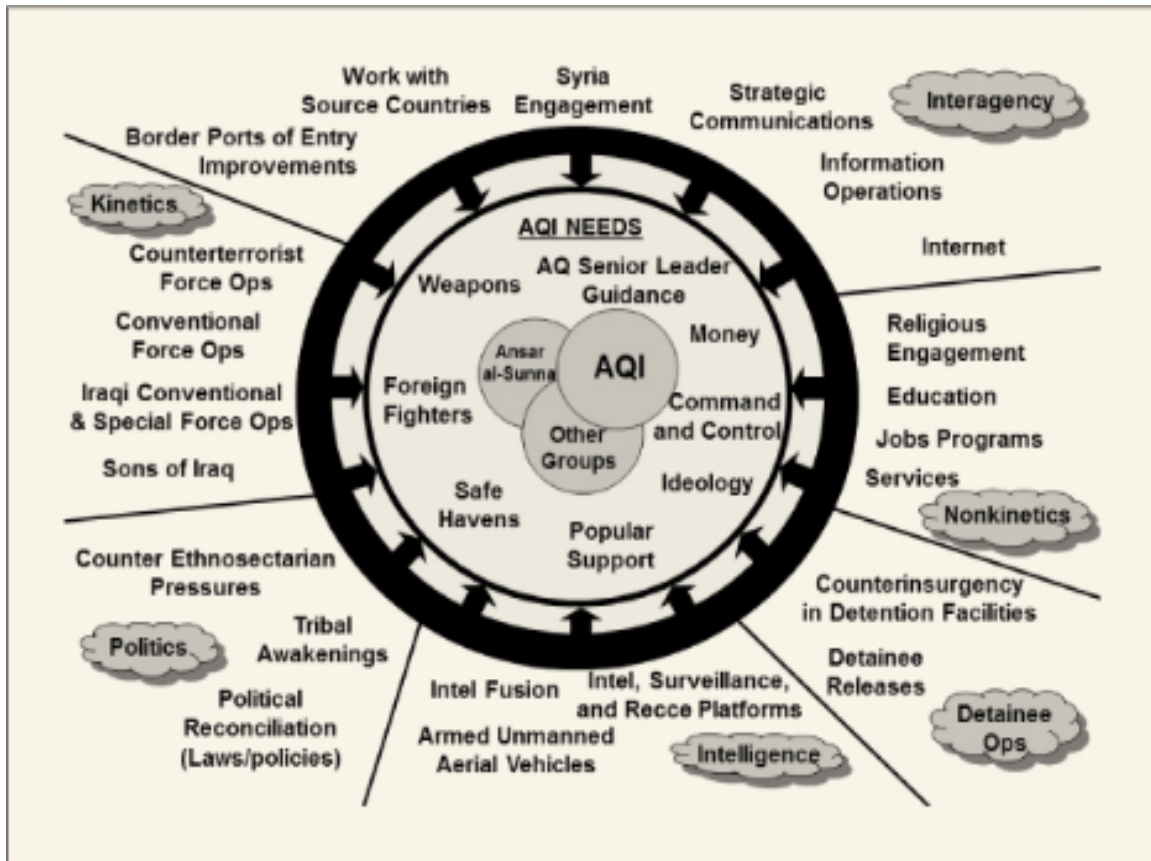 Work with
Source Countries
Syria
Engagement
Strategic
Communications
Interagency
Border Ports of Entry
Improvements
Information
Operations
Internet
Kinetics
Counterterrorist
Force Ops
Conventional
Force Ops
Iraqi Conventional
& Special Force Ops
Sons of Iraq
AQI NEEDS
Weapons
AQ Senior Leader
Guidance
Money
Ansar
al-Sunna
AQI
Foreign
Fighters
Command
and Control
Other
Groups
Ideology
Safe
Havens
Popular
Support
Religious
Engagement
Education
Jobs Programs
Services
Nonkinetics
Counter Ethnosectarian
Pressures
Politics
Tribal
Awakenings
Political
Reconciliation
(Laws/policies)
Intel Fusion
Intel, Surveillance,
and Recce Platforms
Armed Unmanned
Aerial Vehicles
Intelligence
Counterinsurgency
in Detention Facilities
Detainee
Releases
Detainee
Ops